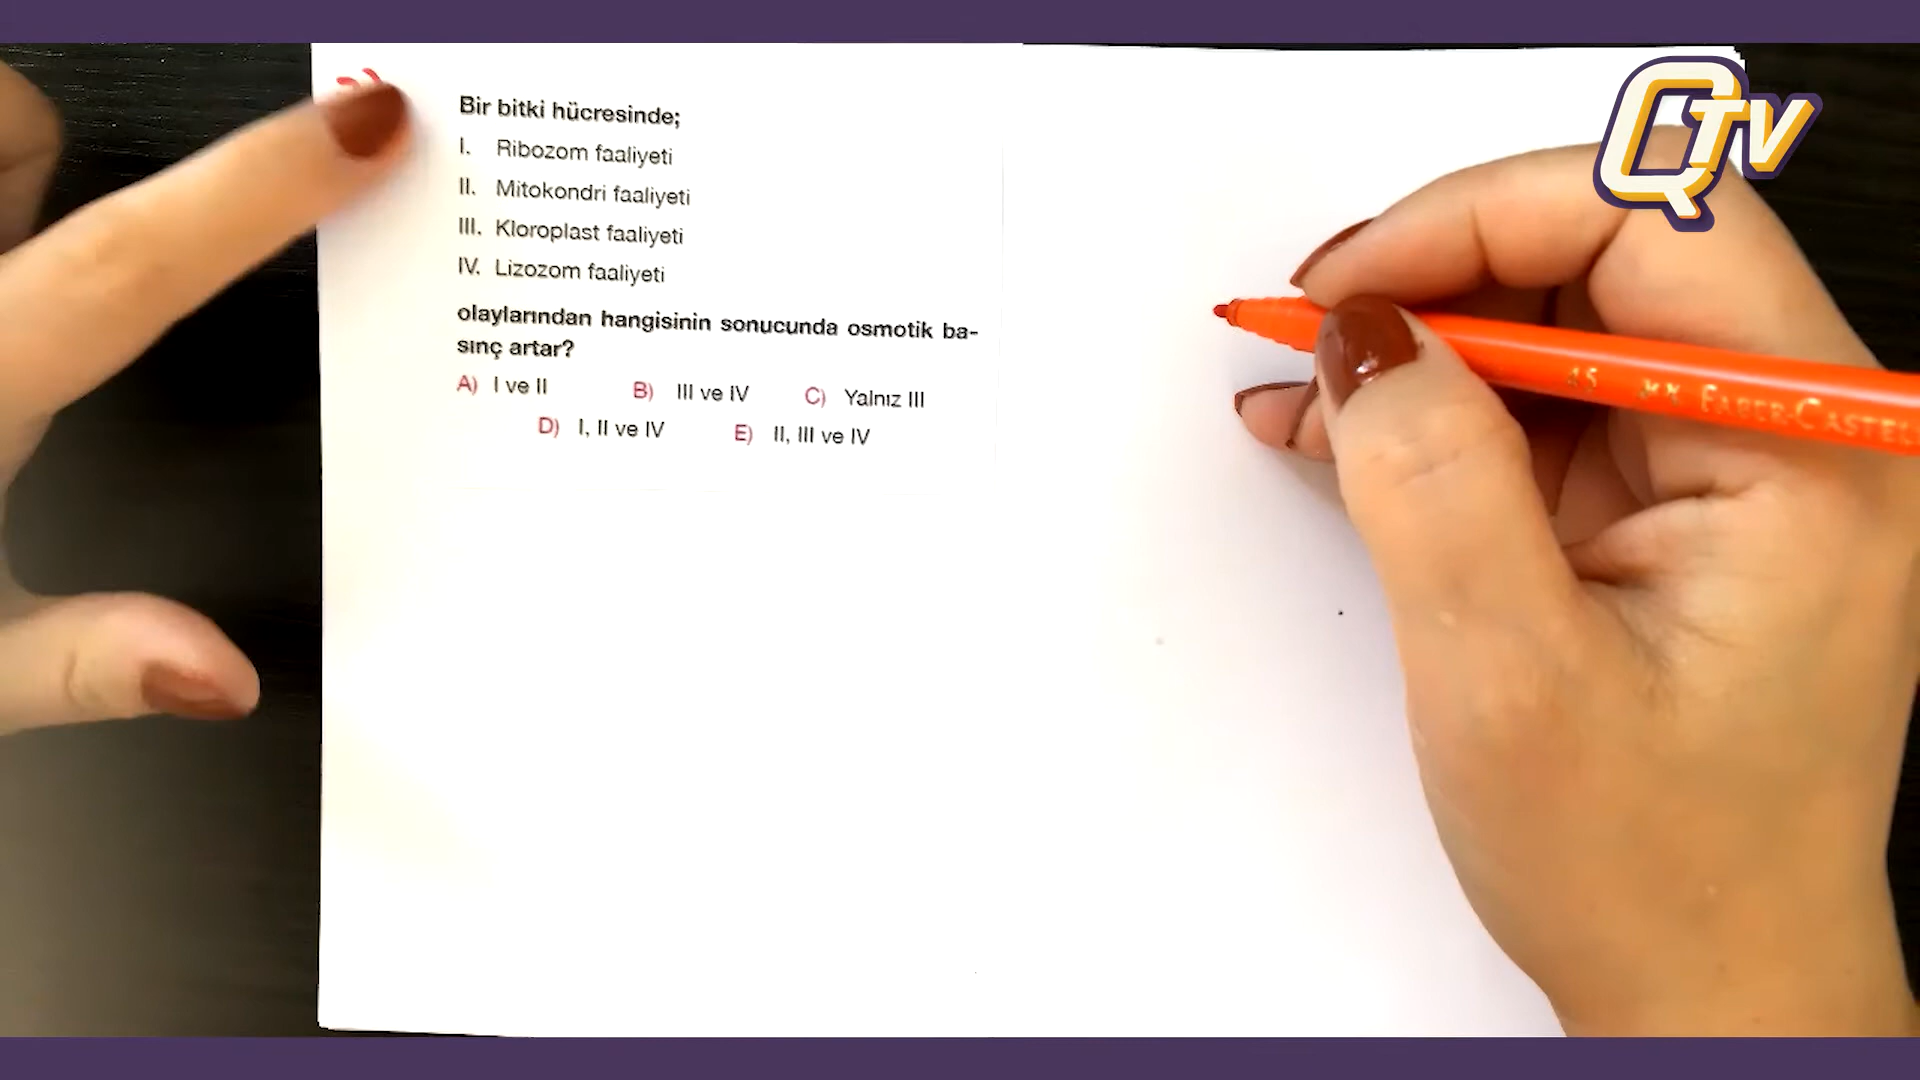 QTV
Bir bitki hücresinde;
I. Ribozom faaliyeti
II. Mitokondri faaliyeti
III. Kloroplast faaliyeti
IV. Lizozom faaliyeti
olaylarından hangisinin sonucunda osmotik ba-
sınç artar?
A) I ve II B) III ve IV C) Yalnız III
D) I, II ve IV E) II, III ve IV
45 FABER-CASTELL